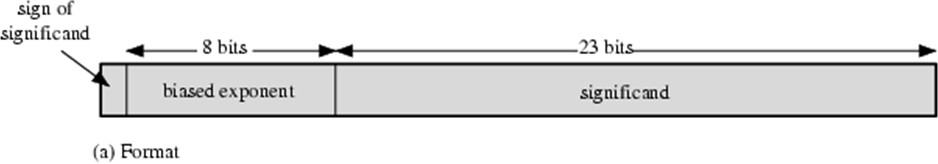 sign of
significand
8 bits
23 bits
biased exponent
significand
(a) Format